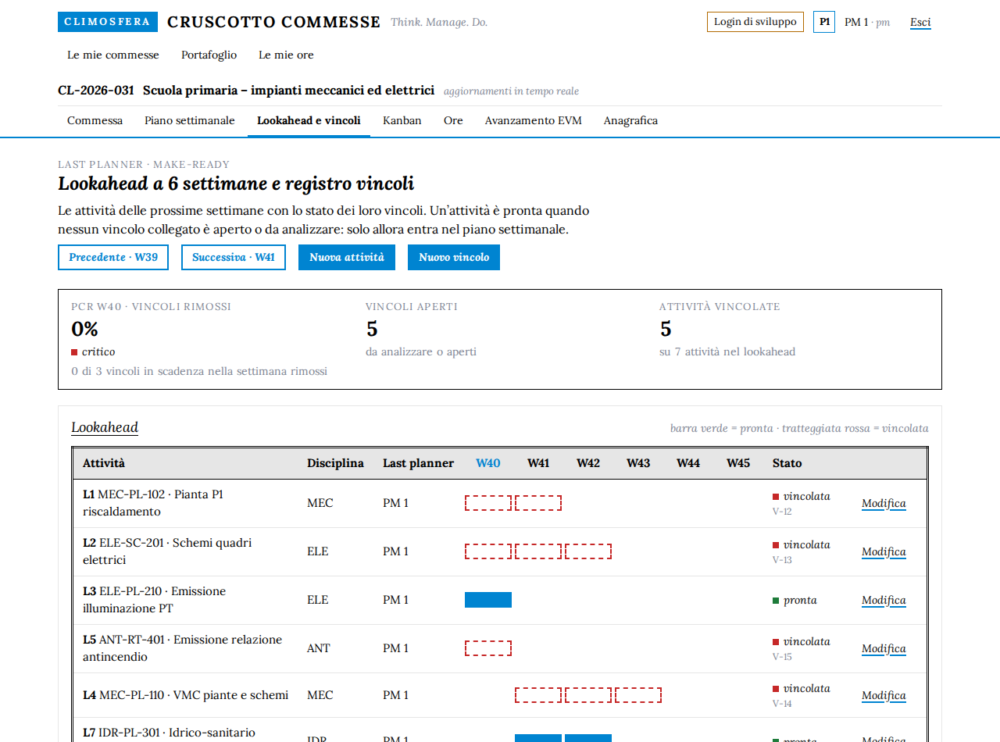 CLIMOSFERA CRUSCOTTO COMMESSE Think. Manage. Do. Login di sviluppo P1 PM 1 · pm Esci
Le mie commesse Portafoglio Le mie ore
CL-2026-031 Scuola primaria – impianti meccanici ed elettrici aggiornamenti in tempo reale
Commessa Piano settimanale Lookahead e vincoli Kanban Ore Avanzamento EVM Anagrafica
LAST PLANNER · MAKE-READY
Lookahead a 6 settimane e registro vincoli
Le attività delle prossime settimane con lo stato dei loro vincoli. Un’attività è pronta quando
nessun vincolo collegato è aperto o da analizzare: solo allora entra nel piano settimanale.
Precedente · W39 Successiva · W41 Nuova attività Nuovo vincolo
PCR W40 · VINCOLI RIMOSSI VINCOLI APERTI ATTIVITÀ VINCOLATE
0% 5 5
critico da analizzare o aperti su 7 attività nel lookahead
0 di 3 vincoli in scadenza nella settimana rimossi
Lookahead barra verde = pronta · tratteggiata rossa = vincolata
Attività Disciplina Last planner W40 W41 W42 W43 W44 W45 Stato
L1 MEC-PL-102 · Pianta P1
riscaldamento MEC PM 1 vincolata Modifica
V-12
L2 ELE-SC-201 · Schemi quadri
elettrici ELE PM 1 vincolata Modifica
V-13
L3 ELE-PL-210 · Emissione
illuminazione PT ELE PM 1 pronta Modifica
L5 ANT-RT-401 · Emissione relazione
antincendio ANT PM 1 vincolata Modifica
V-15
L4 MEC-PL-110 · VMC piante e schemi MEC PM 1 vincolata Modifica
V-14
L7 IDR-PL-301 · Idrico-sanitario
IDR PM 1 pronta Modifica